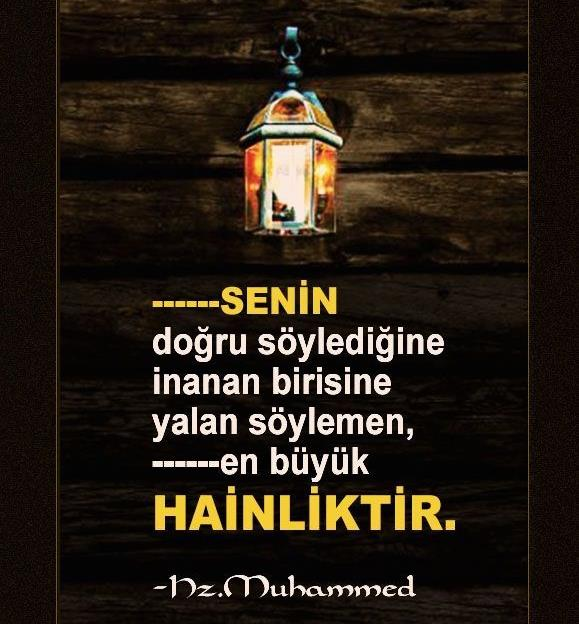 ------SENİN
doğru söylediğine
inanan birisine
yalan söylemen,
------en büyük
HAİNLİKTİR.
-Hz.Muhammed